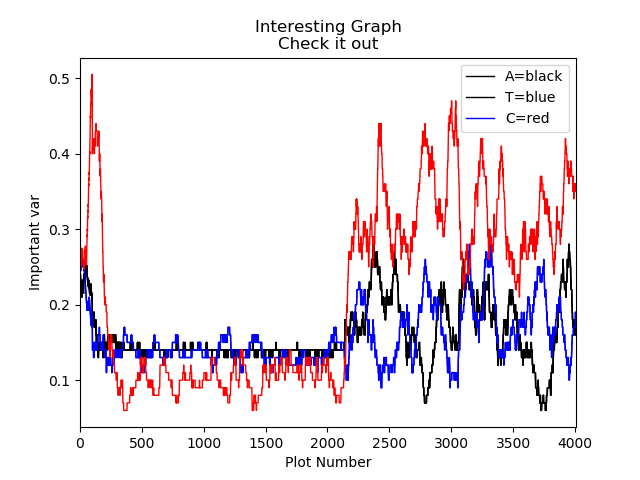 Interesting Graph
Check it out
A=black
T=blue
C=red
Important var
0.5
0.4
0.3
0.2
0.1
0 500 1000 1500 2000 2500 3000 3500 4000
Plot Number